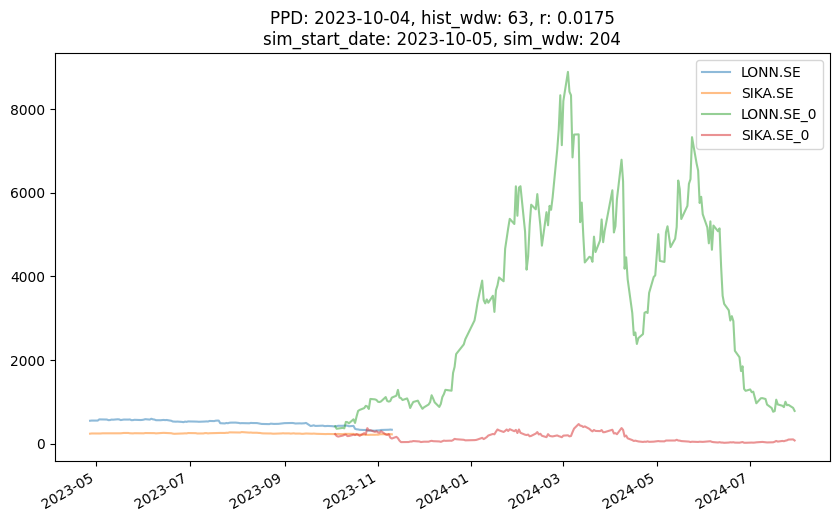 PPD: 2023-10-04, hist_wdw: 63, r: 0.0175
sim_start_date: 2023-10-05, sim_wdw: 204
LONN.SE
SIKA.SE
LONN.SE_0
SIKA.SE_0
8000
6000
4000
2000
0
2023-05
2023-07
2023-09
2023-11
2024-01
2024-03
2024-05
2024-07